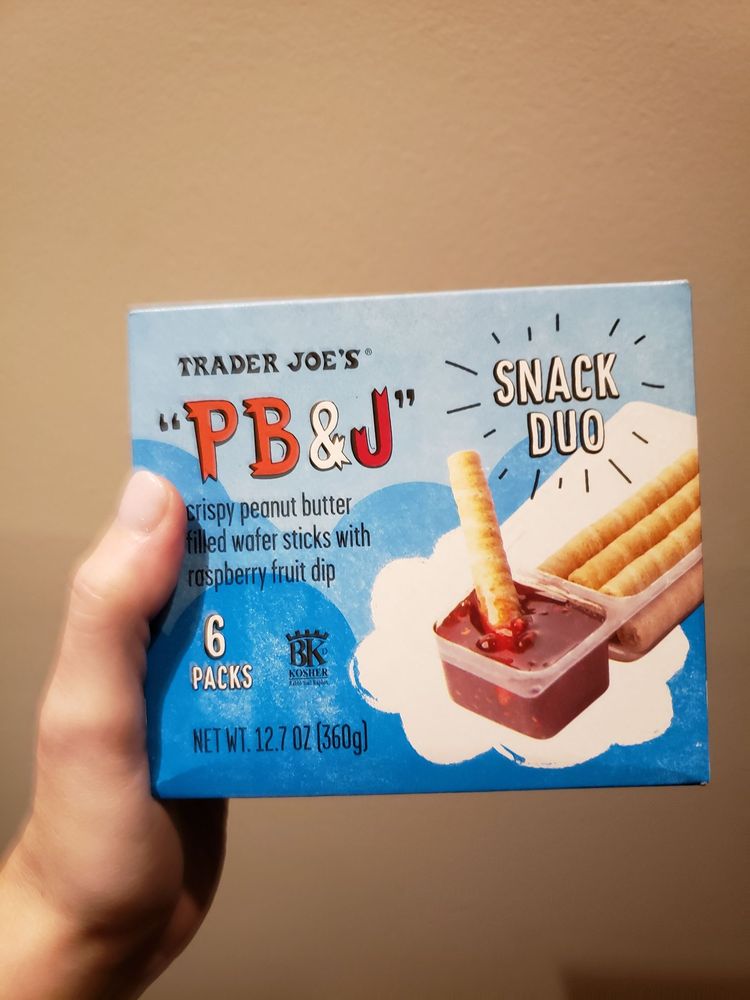 TRADER JOE'S®
"PB&J"
SNACK
DUO
crispy peanut butter
filled wafer sticks with
raspberry fruit dip
6
PACKS
BK
KOSHER
NET WT. 12.7 OZ (360g)